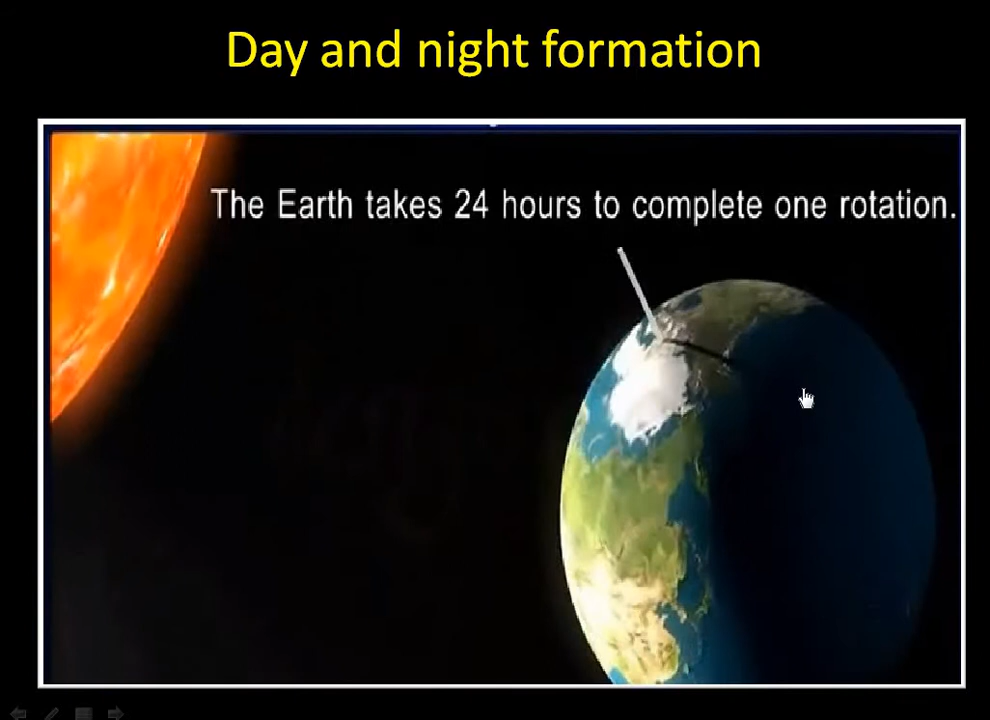 Day and night formation
The Earth takes 24 hours to complete one rotation.